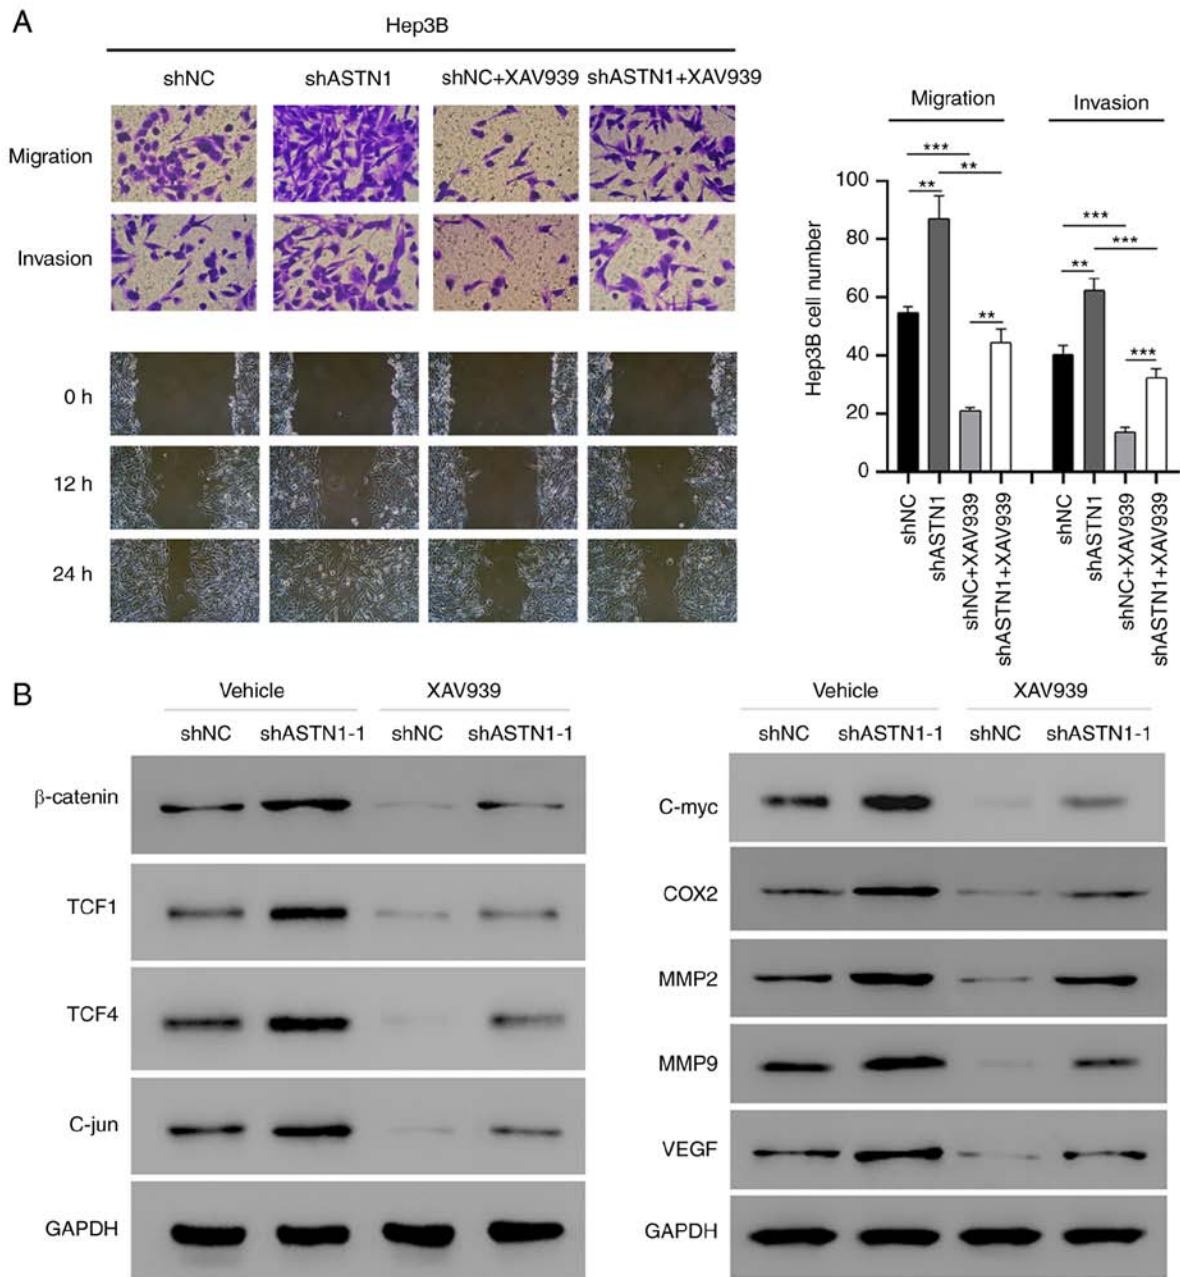 A
Hep3B
shNC shASTN1 shNC+XAV939 shASTN1+XAV939
Migration
Invasion
0 h
12 h
24 h
Migration Invasion
*** **
** ***
*** **
** ***
Hep3B cell number
100
80
60
40
20
0
shNC
shASTN1
shNC+XAV939
shASTN1+XAV939
shNC
shASTN1
shNC+XAV939
shASTN1+XAV939
B
Vehicle XAV939
shNC shASTN1-1 shNC shASTN1-1
β-catenin
TCF1
TCF4
C-jun
GAPDH
Vehicle XAV939
shNC shASTN1-1 shNC shASTN1-1
C-myc
COX2
MMP2
MMP9
VEGF
GAPDH